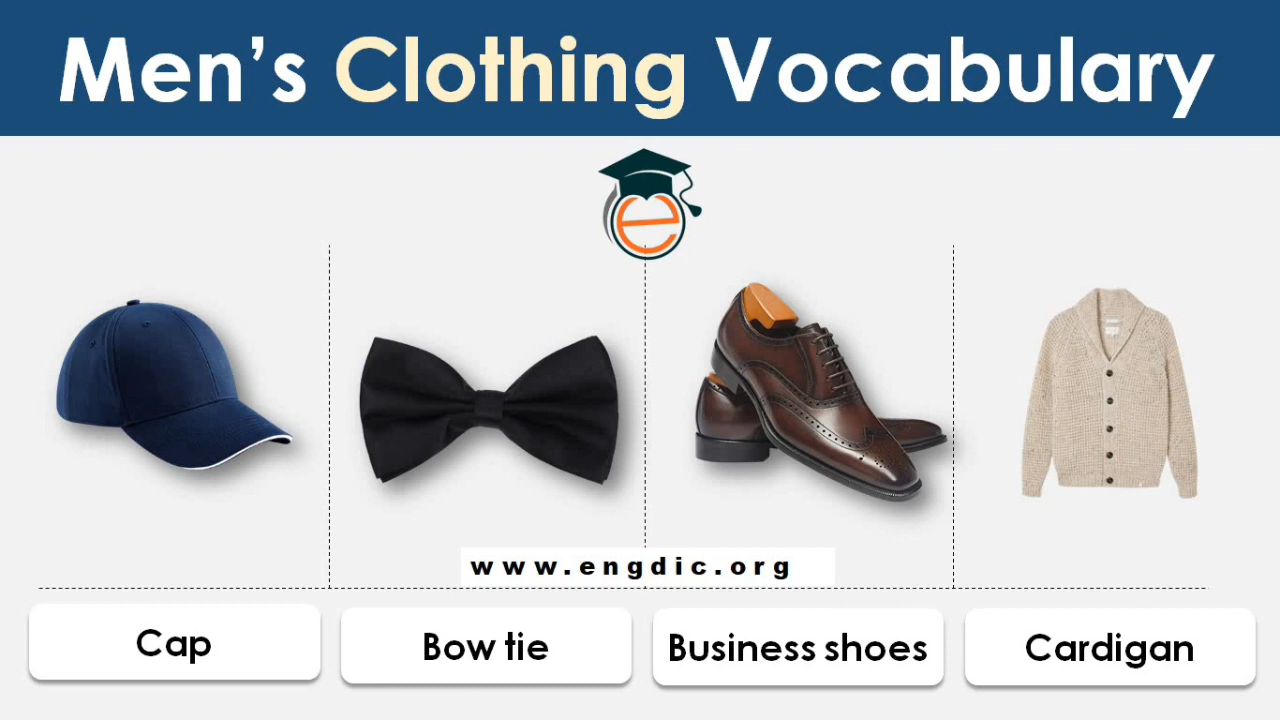 Men’s Clothing Vocabulary
e
www.engdic.org
Cap
Bow tie
Business shoes
Cardigan